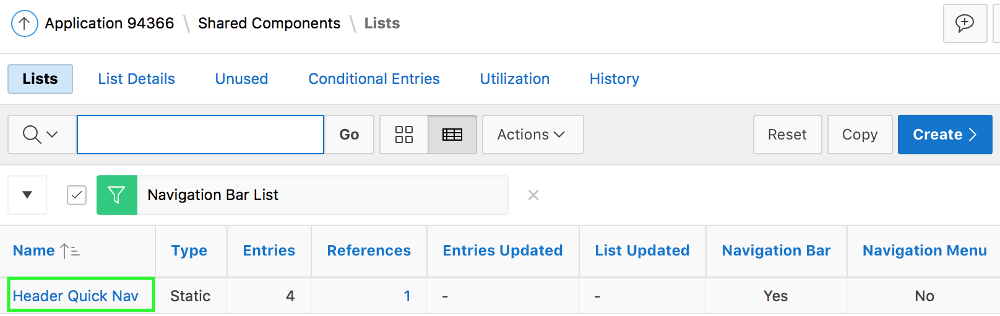 Application 94366 \ Shared Components \ Lists
Lists List Details Unused Conditional Entries Utilization History
Go Actions Reset Copy Create
Navigation Bar List
Name Type Entries References Entries Updated List Updated Navigation Bar Navigation Menu
Header Quick Nav Static 4 1 - - Yes No